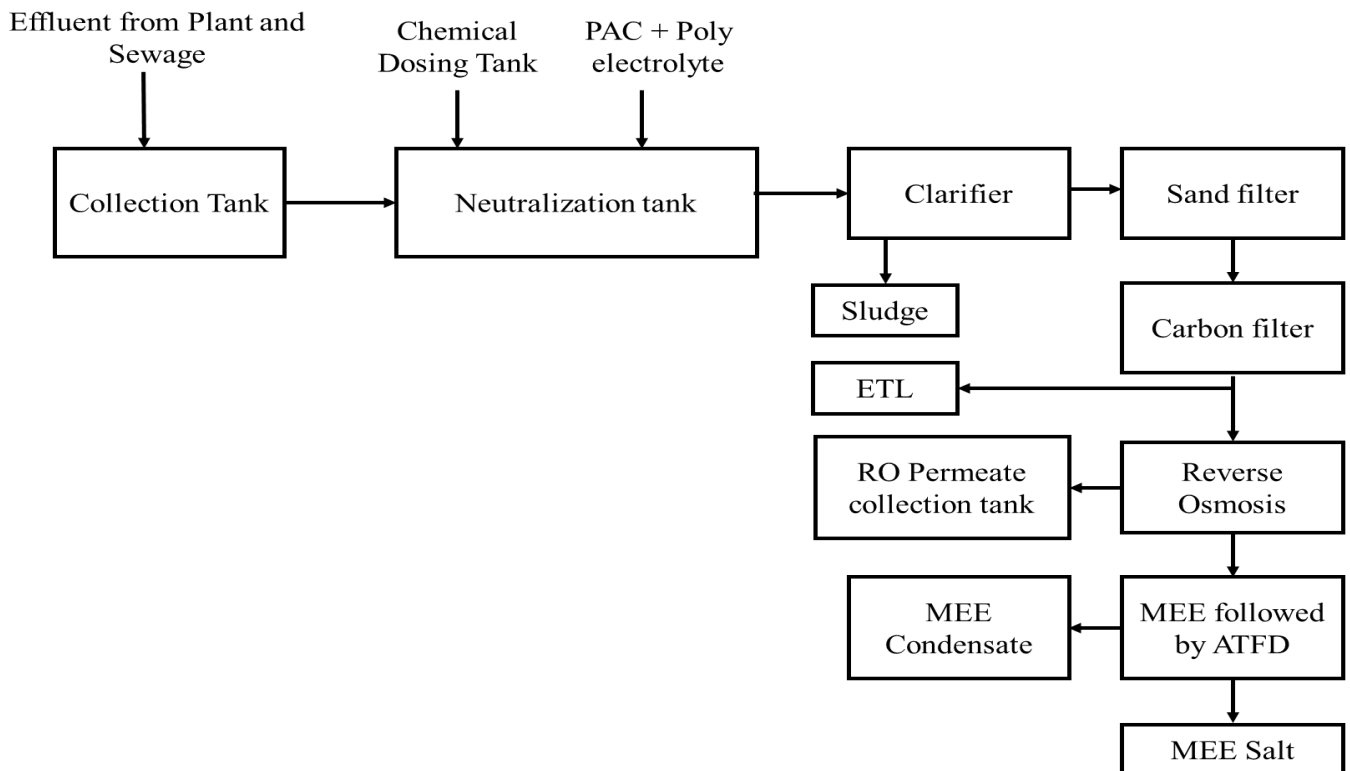 Effluent from Plant and
Sewage
Chemical
Dosing Tank
PAC + Poly
electrolyte
Collection Tank
Neutralization tank
Clarifier
Sand filter
Sludge
Carbon filter
ETL
RO Permeate
collection tank
Reverse
Osmosis
MEE
Condensate
MEE followed
by ATFD
MEE Salt